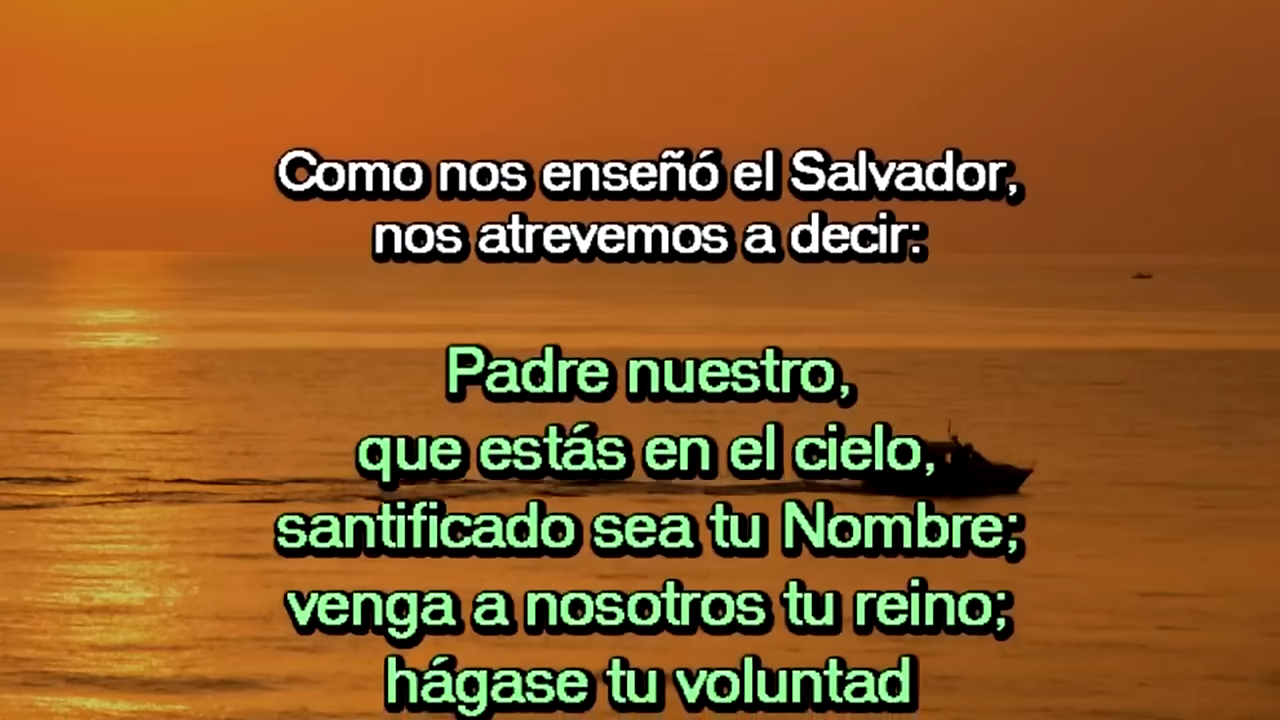 Como nos enseñó el Salvador,
nos atrevemos a decir:
Padre nuestro,
que estás en el cielo,
santificado sea tu Nombre;
venga a nosotros tu reino;
hágase tu voluntad